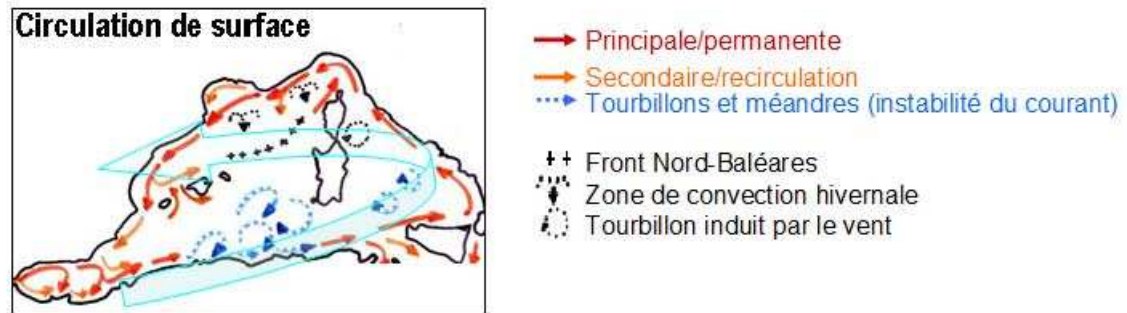 Circulation de surface
Principale/permanente
Secondaire/recirculation
Tourbillons et méandres (instabilité du courant)
Front Nord-Baléares
Zone de convection hivernale
Tourbillon induit par le vent